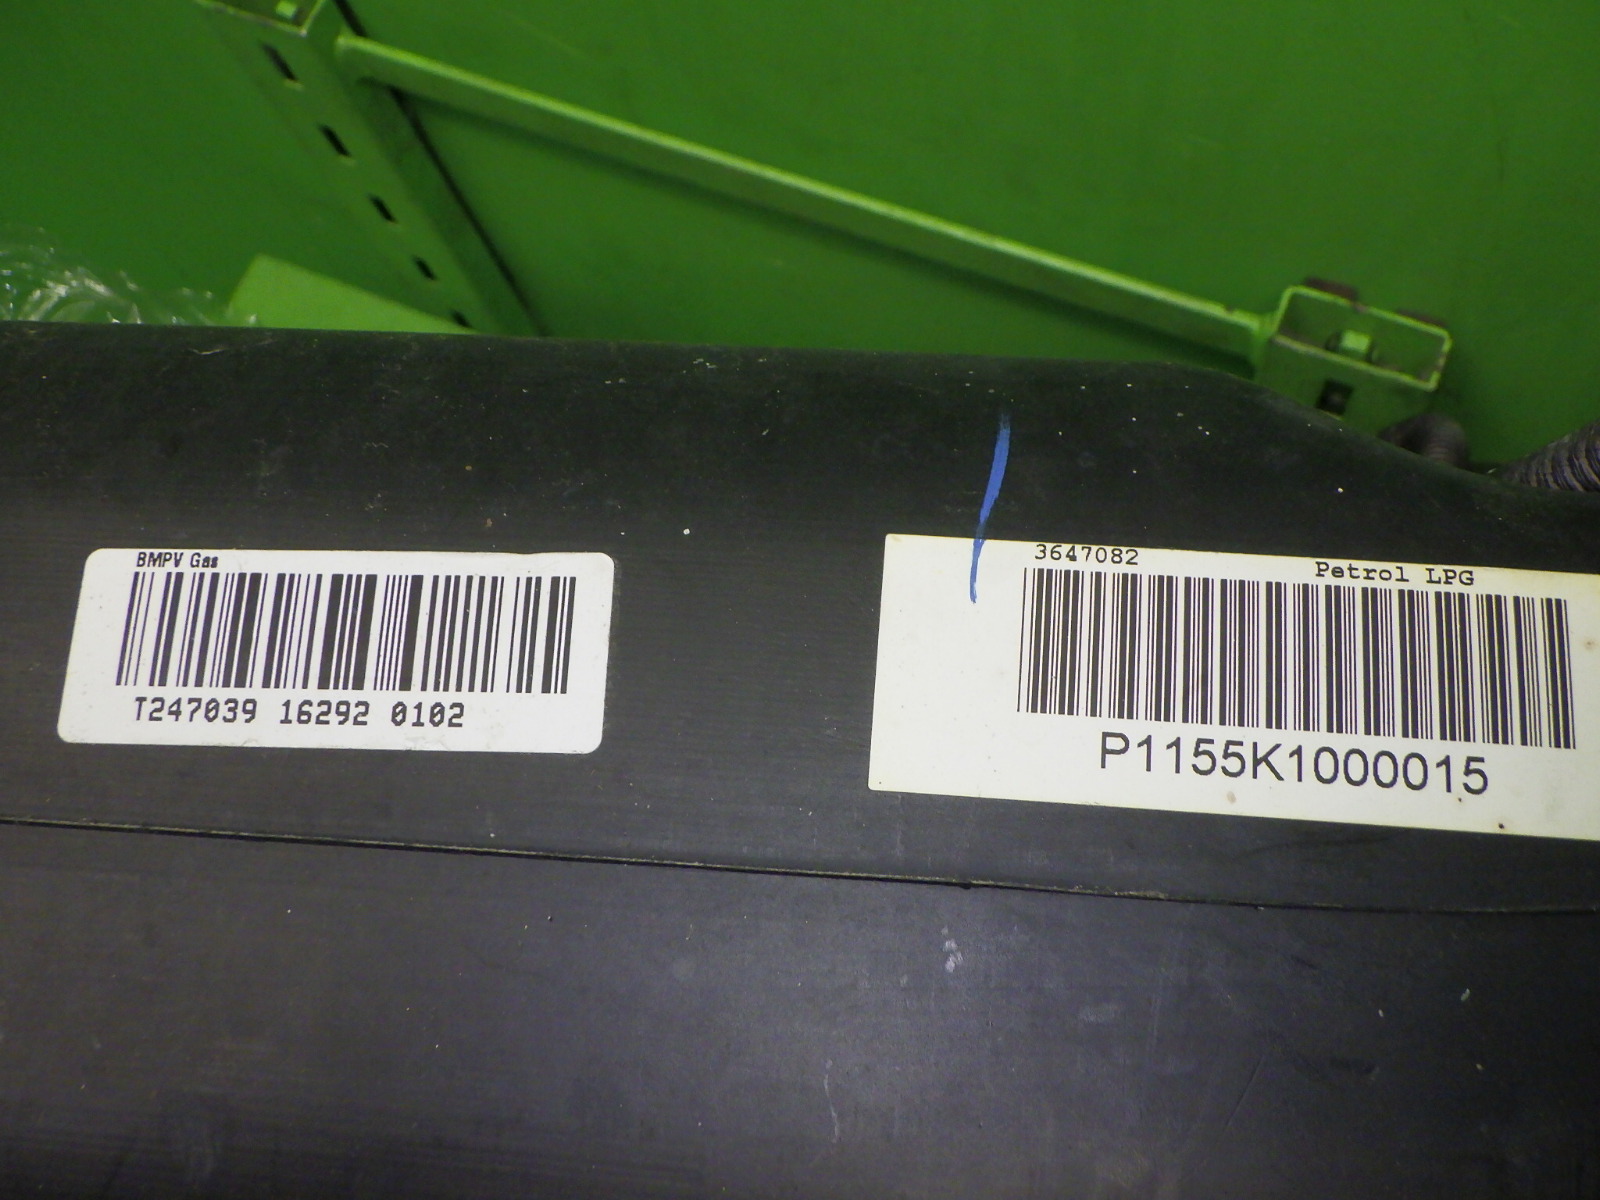 BMPV Gas
T247039 16292 0102
3647082 Petrol LPG
P1155K1000015